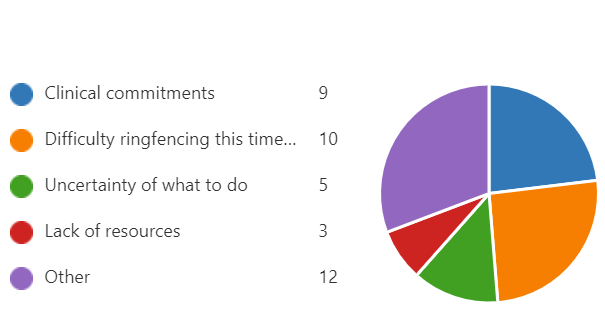 Clinical commitments 9
Difficulty ringfencing this time... 10
Uncertainty of what to do 5
Lack of resources 3
Other 12